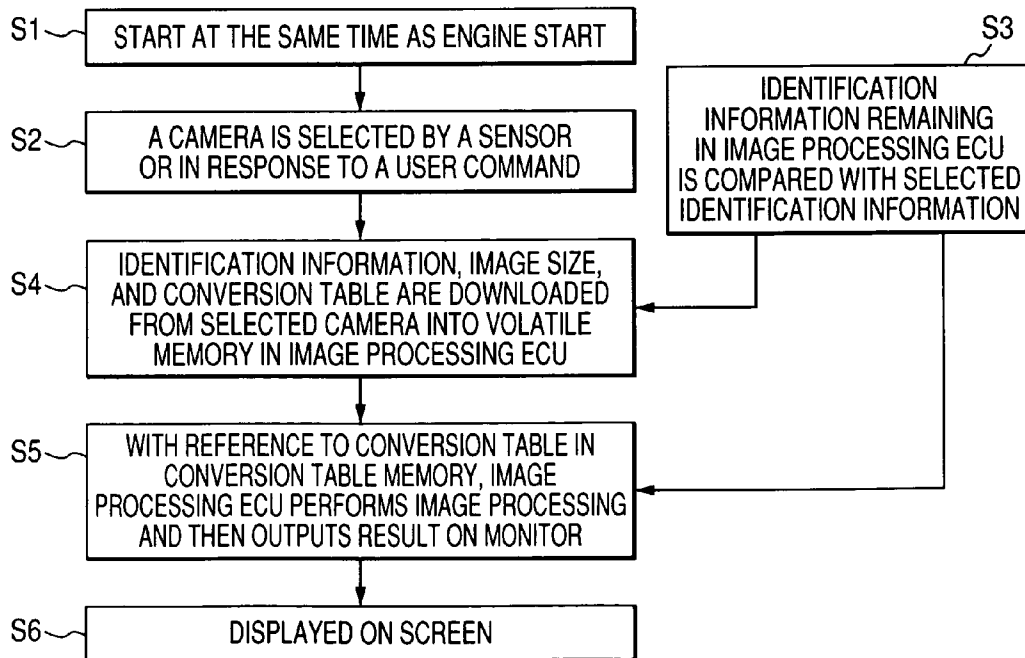 S1
START AT THE SAME TIME AS ENGINE START
S2
A CAMERA IS SELECTED BY A SENSOR
OR IN RESPONSE TO A USER COMMAND
S3
IDENTIFICATION
INFORMATION REMAINING
IN IMAGE PROCESSING ECU
IS COMPARED WITH SELECTED
IDENTIFICATION INFORMATION
S4
IDENTIFICATION INFORMATION, IMAGE SIZE,
AND CONVERSION TABLE ARE DOWNLOADED
FROM SELECTED CAMERA INTO VOLATILE
MEMORY IN IMAGE PROCESSING ECU
S5
WITH REFERENCE TO CONVERSION TABLE IN
CONVERSION TABLE MEMORY, IMAGE
PROCESSING ECU PERFORMS IMAGE PROCESSING
AND THEN OUTPUTS RESULT ON MONITOR
S6
DISPLAYED ON SCREEN